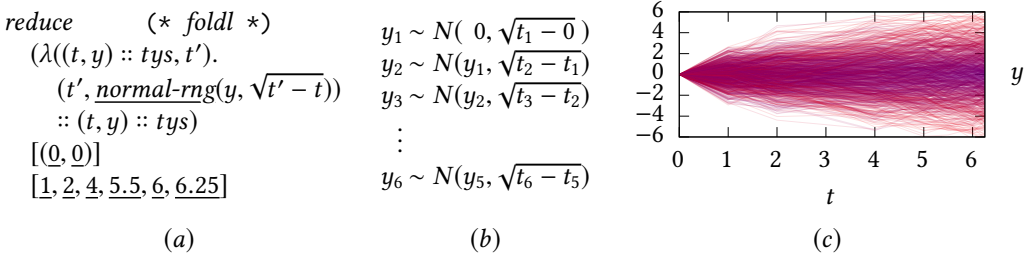 reduce (* foldl *)
(λ((t, y) :: tys, t′).
(t′, normal-rng(y, √t′ − t))
:: (t, y) :: tys)
[(0, 0)]
[1, 2, 4, 5.5, 6, 6.25]
(a)
y₁ ∼ N( 0, √t₁ − 0 )
y₂ ∼ N(y₁, √t₂ − t₁)
y₃ ∼ N(y₂, √t₃ − t₂)
⋮
y₆ ∼ N(y₅, √t₆ − t₅)
(b)
6
4
2
0
−2
−4
−6
y
0 1 2 3 4 5 6
t
(c)